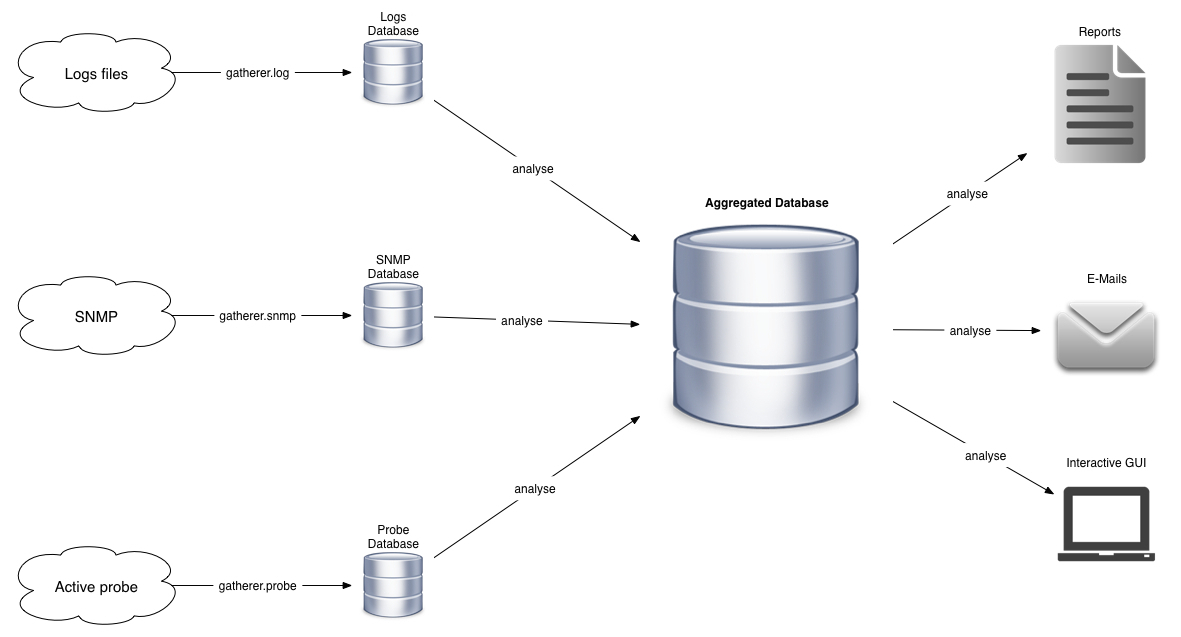 Logs
Database
Logs files
gatherer.log
analyse
SNMP
Database
SNMP
gatherer.snmp
analyse
Probe
Database
Active probe
gatherer.probe
analyse
Aggregated Database
Reports
analyse
E-Mails
analyse
Interactive GUI
analyse